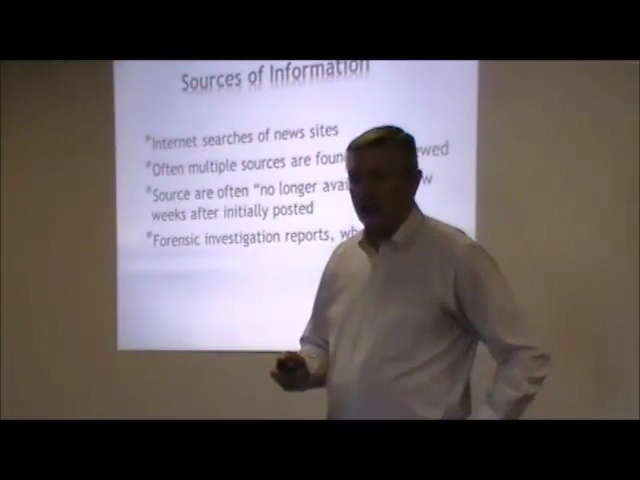 Sources of Information
*Internet searches of news sites
*Often multiple sources are foun
*Source are often "no longer avai
weeks after initially posted
*Forensic investigation reports, wh